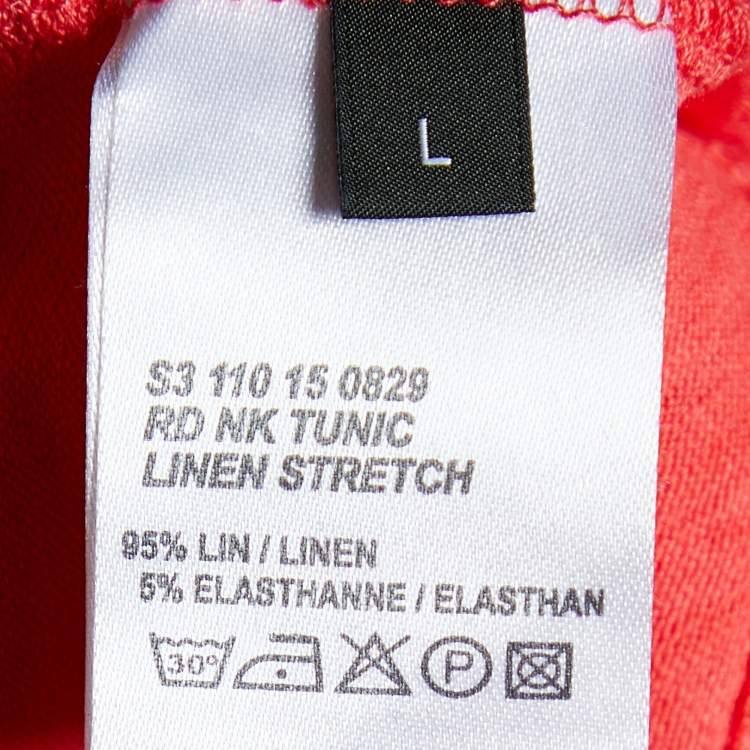 L
S3 110 15 0829
RD NK TUNIC
LINEN STRETCH
95% LIN / LINEN
5% ELASTHANNE / ELASTHAN
30° P